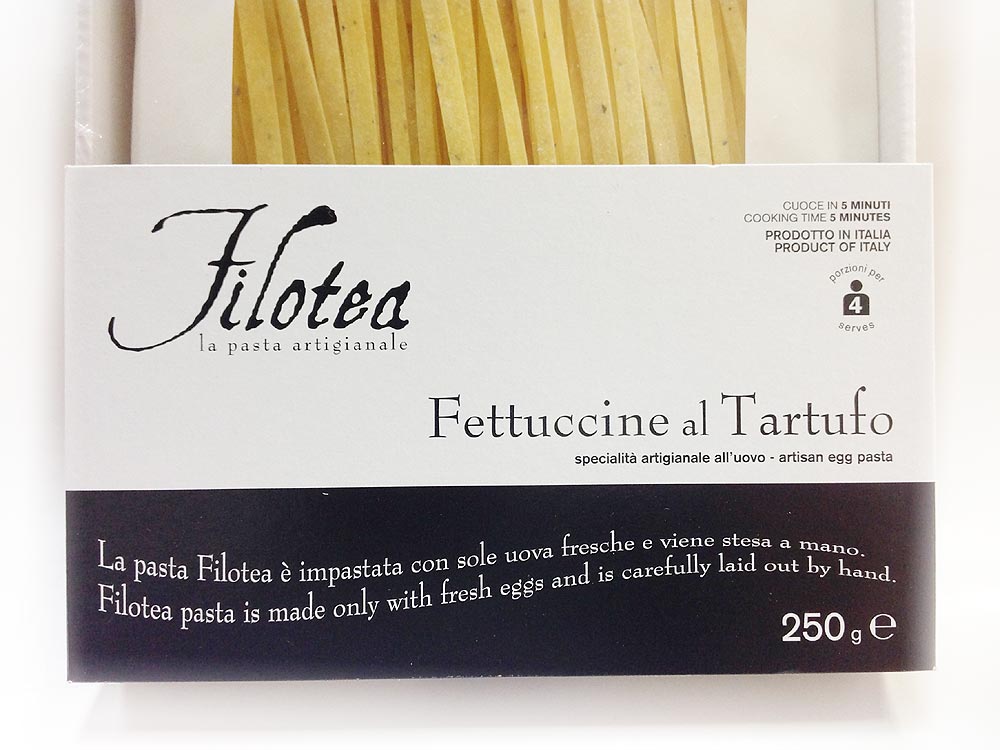 Filotea
la pasta artigianale
CUOCE IN 5 MINUTI
COOKING TIME 5 MINUTES
PRODOTTO IN ITALIA
PRODUCT OF ITALY
porzioni per
4
serves
Fettuccine al Tartufo
specialità artigianale all'uovo - artisan egg pasta
La pasta Filotea è impastata con sole uova fresche e viene stesa a mano.
Filotea pasta is made only with fresh eggs and is carefully laid out by hand.
250 g ℮